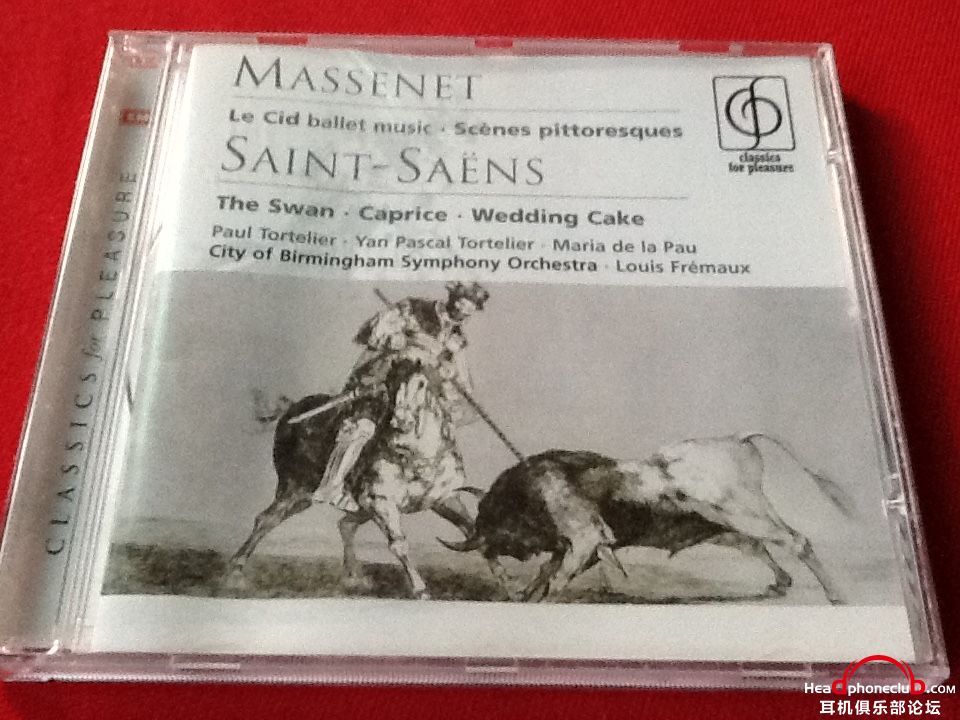 MASSENET
Le Cid ballet music · Scènes pittoresques
SAINT-SAËNS
The Swan · Caprice · Wedding Cake
Paul Tortelier · Yan Pascal Tortelier · Maria de la Pau
City of Birmingham Symphony Orchestra · Louis Frémaux
classics
for pleasure
EMI
CLASSICS for PLEASURE
Headphoneclub.com
耳机俱乐部论坛